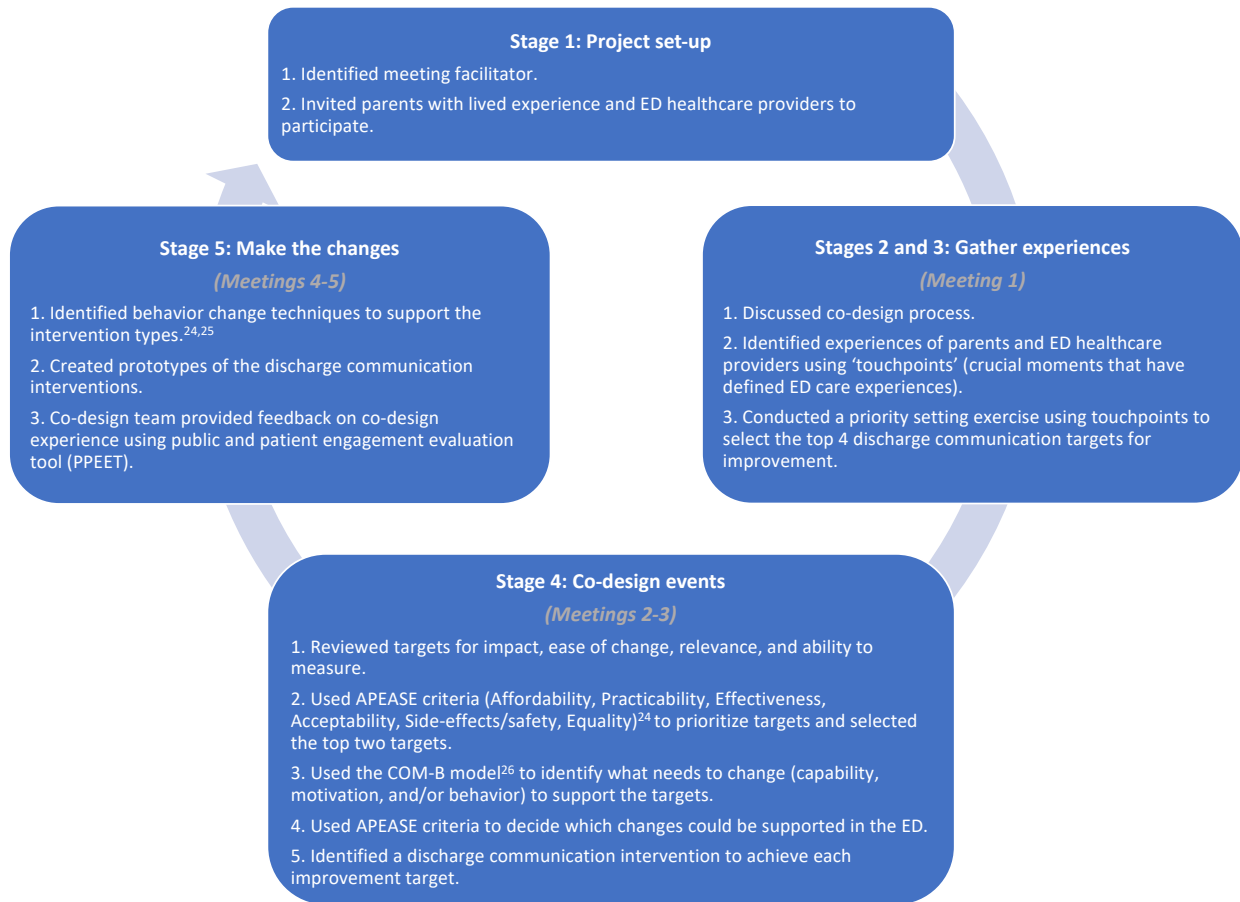 Stage 1: Project set-up
1. Identified meeting facilitator.
2. Invited parents with lived experience and ED healthcare providers to
participate.
Stages 2 and 3: Gather experiences
(Meeting 1)
1. Discussed co-design process.
2. Identified experiences of parents and ED healthcare
providers using ‘touchpoints’ (crucial moments that have
defined ED care experiences).
3. Conducted a priority setting exercise using touchpoints to
select the top 4 discharge communication targets for
improvement.
Stage 4: Co-design events
(Meetings 2-3)
1. Reviewed targets for impact, ease of change, relevance, and ability to
measure.
2. Used APEASE criteria (Affordability, Practicability, Effectiveness,
Acceptability, Side-effects/safety, Equality)24 to prioritize targets and selected
the top two targets.
3. Used the COM-B model26 to identify what needs to change (capability,
motivation, and/or behavior) to support the targets.
4. Used APEASE criteria to decide which changes could be supported in the ED.
5. Identified a discharge communication intervention to achieve each
improvement target.
Stage 5: Make the changes
(Meetings 4-5)
1. Identified behavior change techniques to support the
intervention types.24,25
2. Created prototypes of the discharge communication
interventions.
3. Co-design team provided feedback on co-design
experience using public and patient engagement evaluation
tool (PPEET).